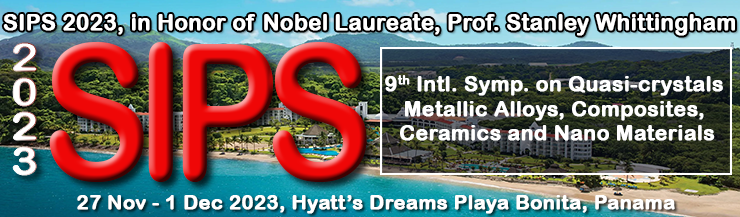 SIPS 2023, in Honor of Nobel Laureate, Prof. Stanley Whittingham
2023
SIPS
9th Intl. Symp. on Quasi-crystals
Metallic Alloys, Composites,
Ceramics and Nano Materials
27 Nov - 1 Dec 2023, Hyatt's Dreams Playa Bonita, Panama